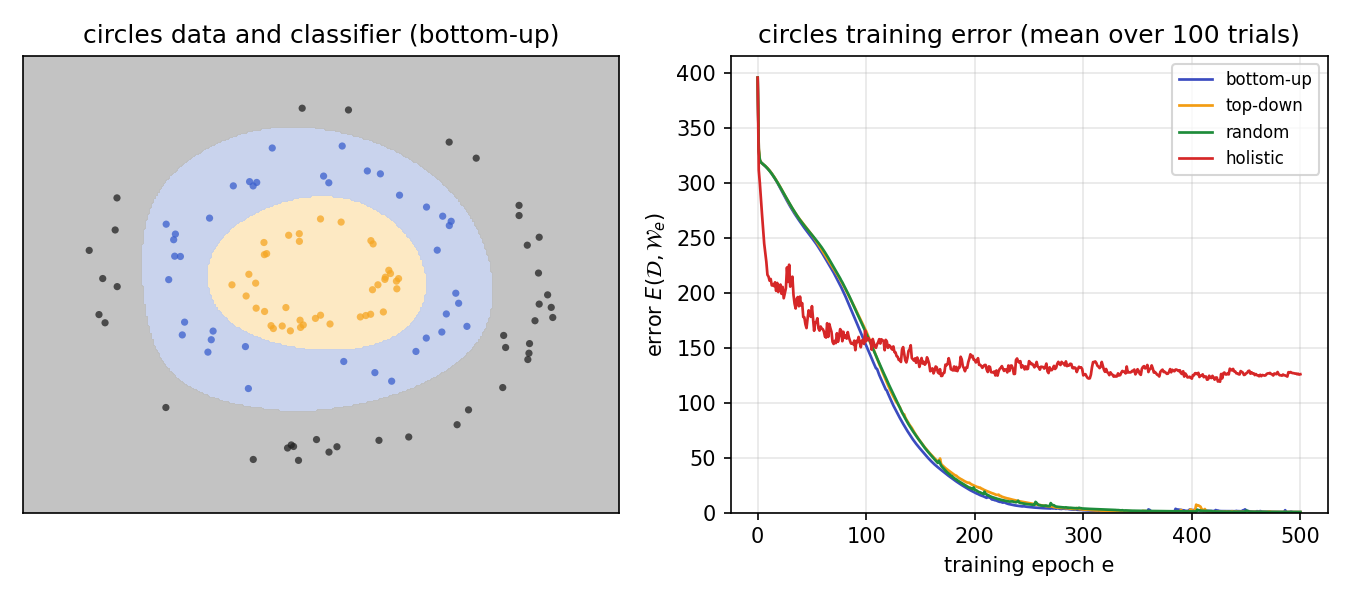 circles data and classifier (bottom-up)
circles training error (mean over 100 trials)
400
350
300
250
200
150
100
50
0
error E(𝒟, 𝒲ₑ)
bottom-up
top-down
random
holistic
0 100 200 300 400 500
training epoch e